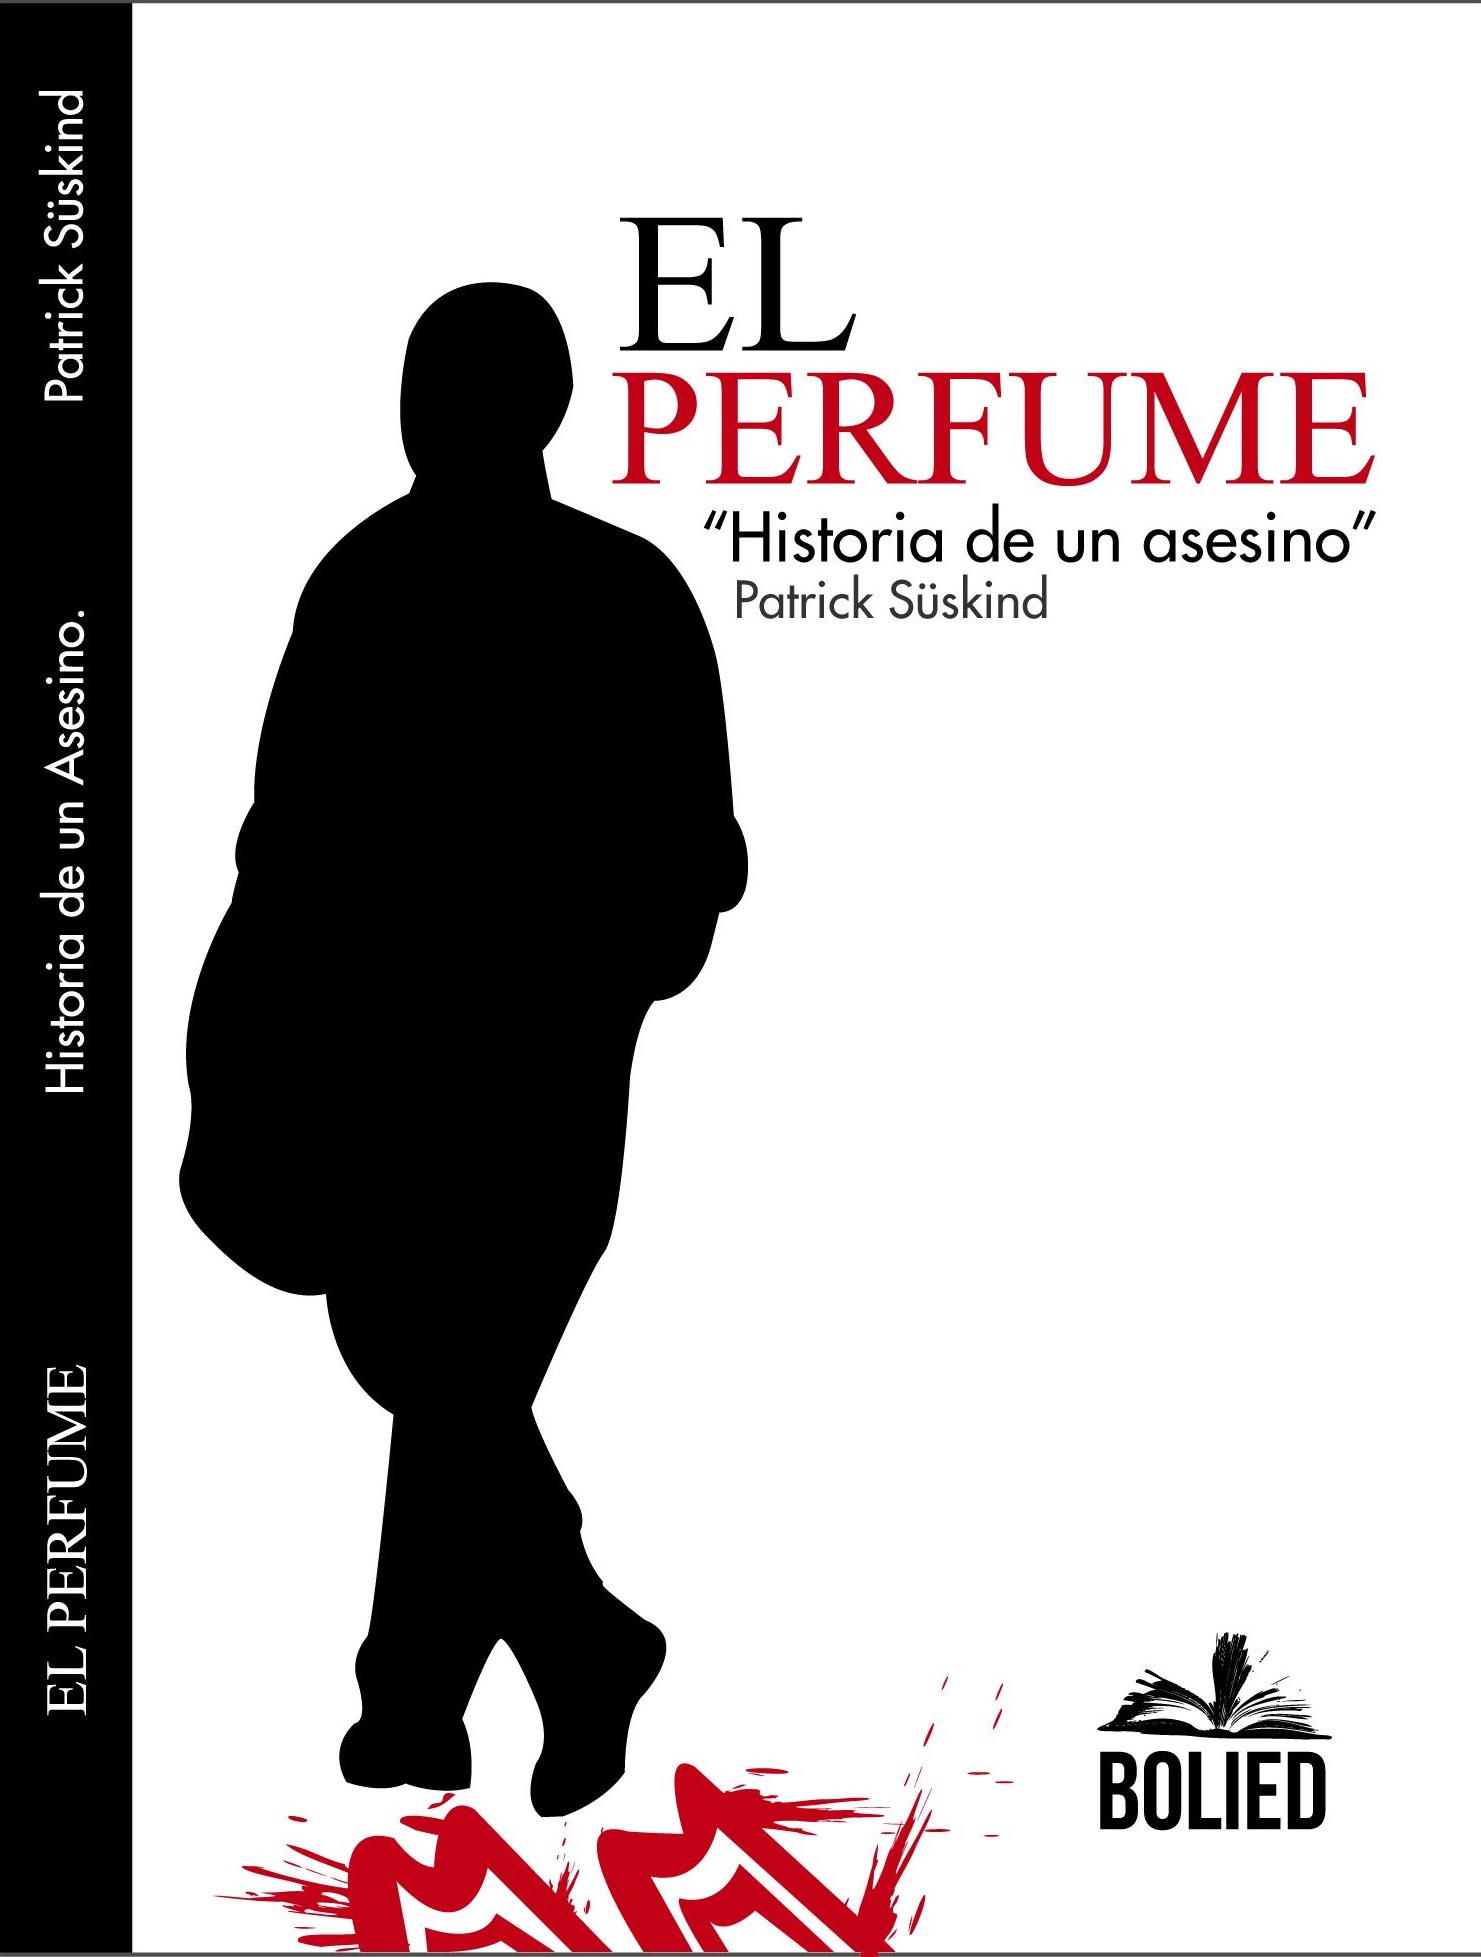 Patrick Süskind
Historia de un Asesino.
EL PERFUME
EL
PERFUME
“Historia de un asesino”
Patrick Süskind
BOLIED